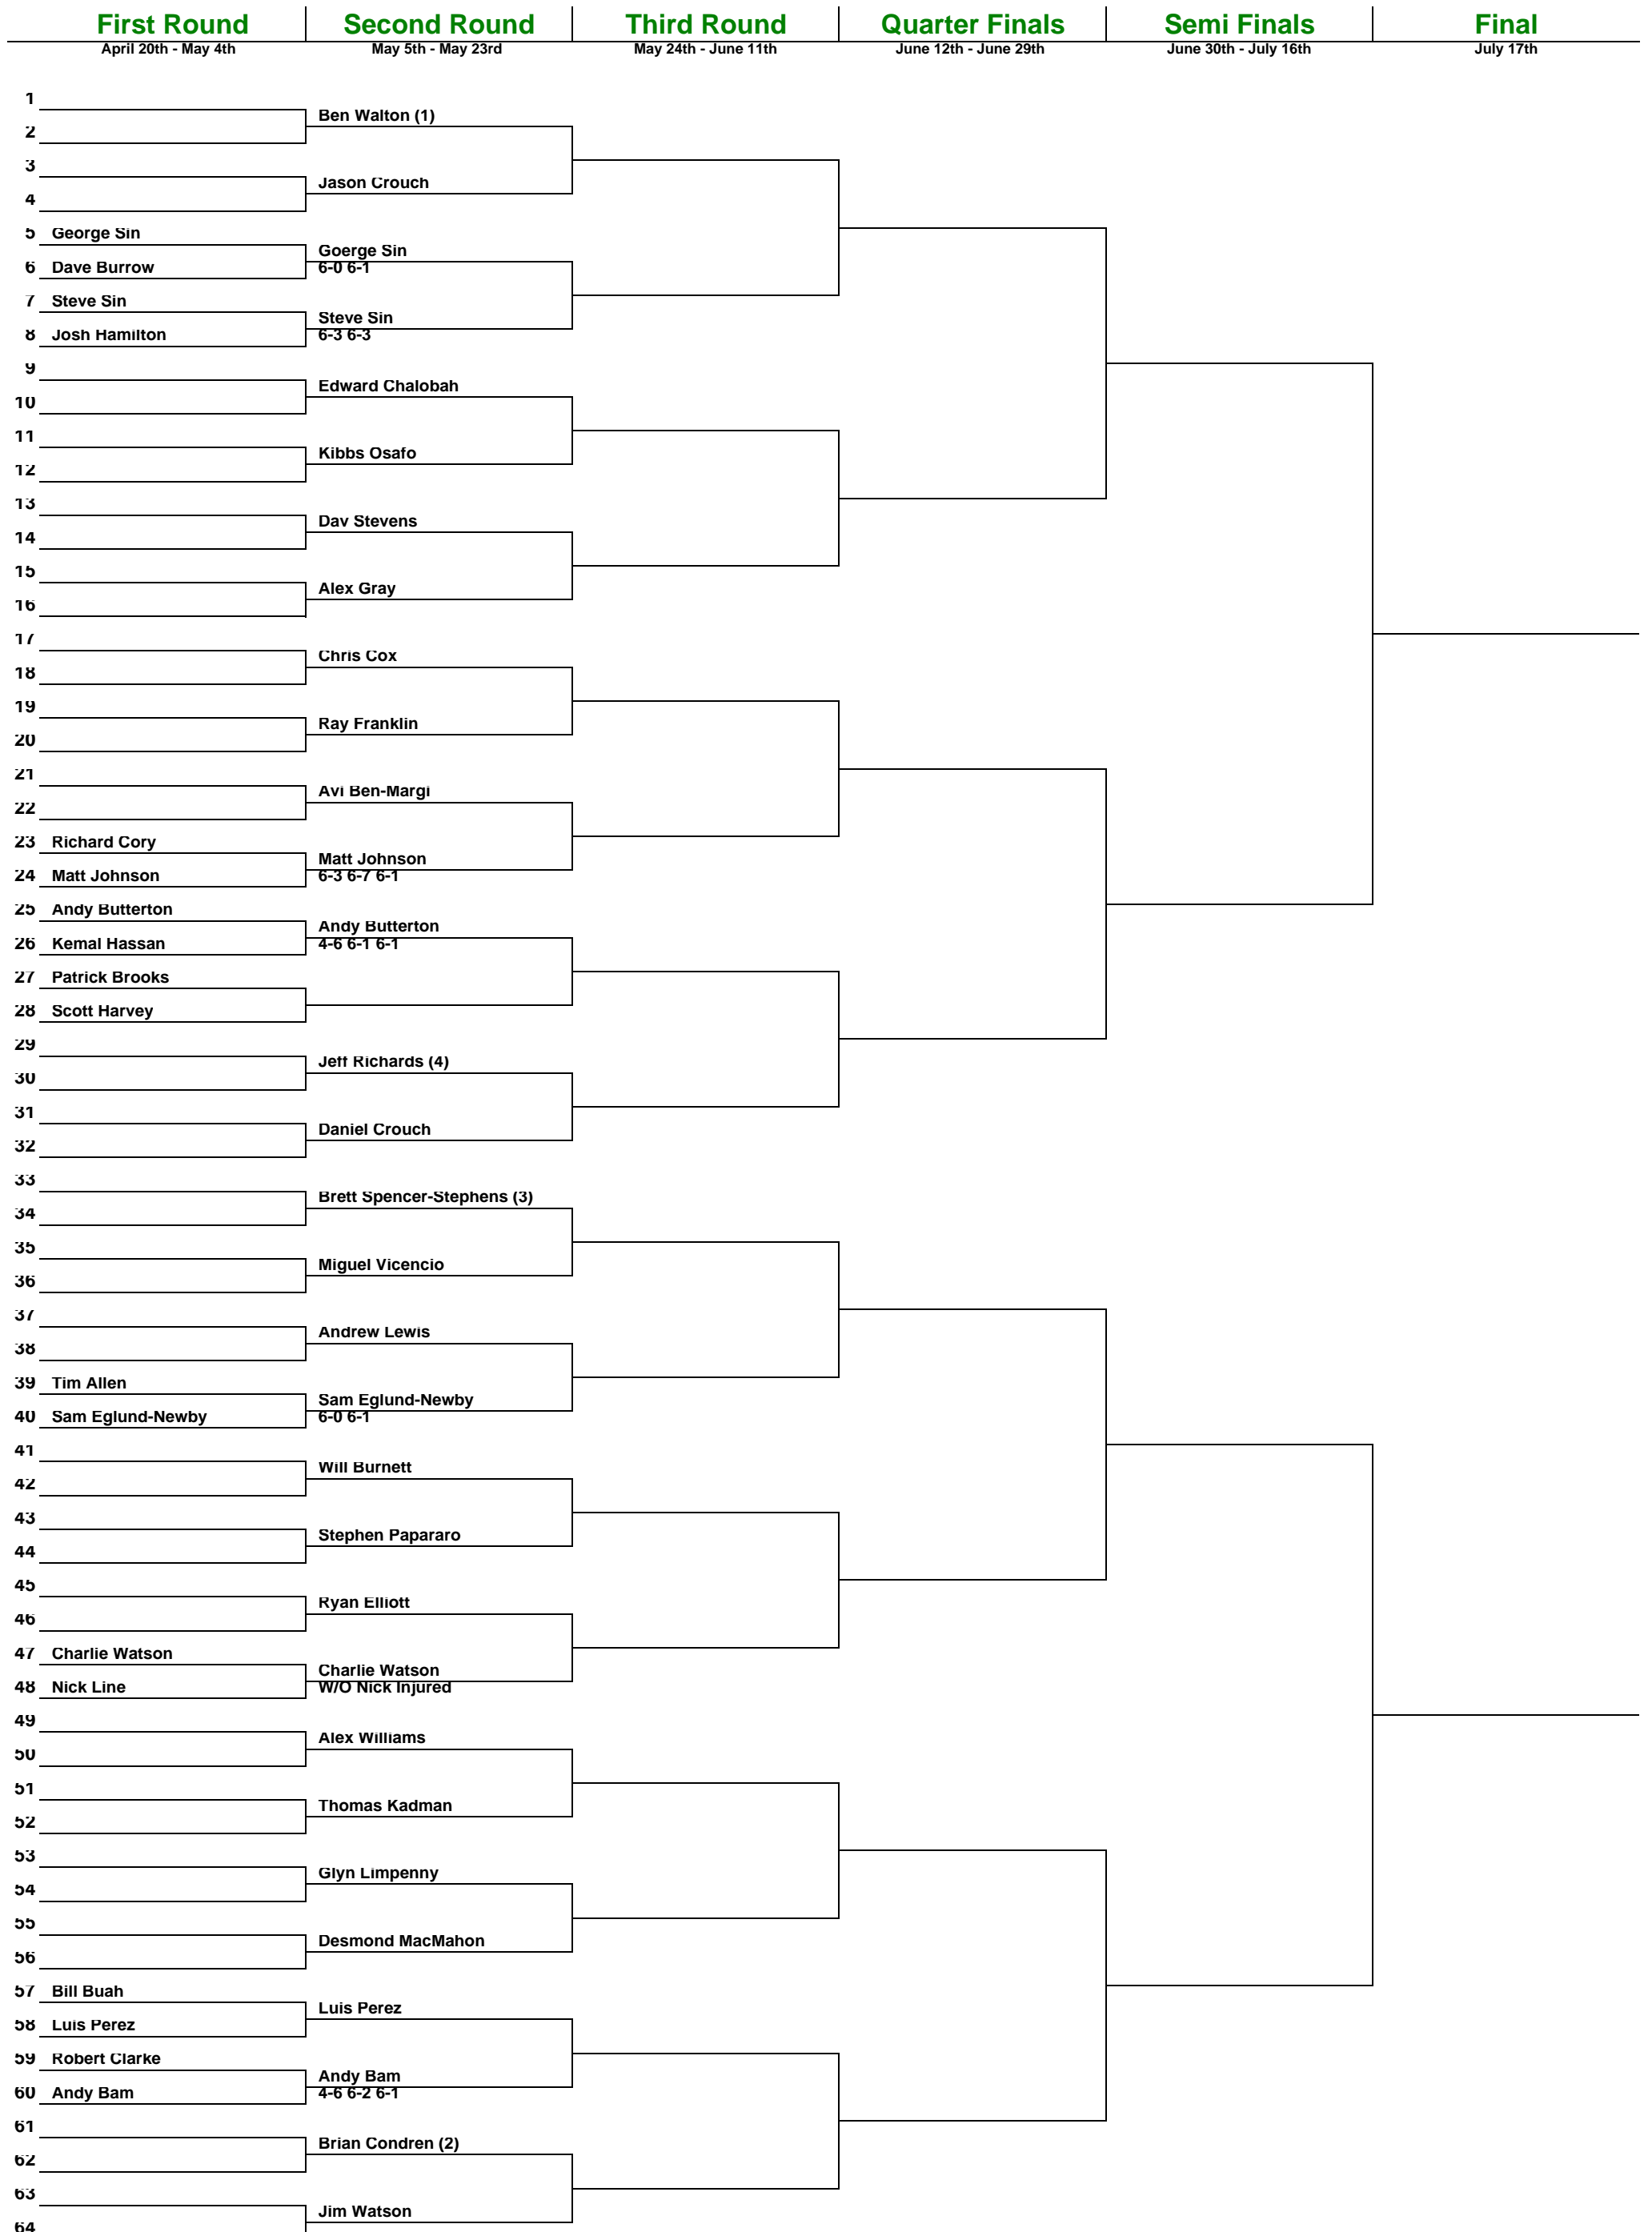 First Round Second Round Third Round Quarter Finals Semi Finals Final
April 20th - May 4th May 5th - May 23rd May 24th - June 11th June 12th - June 29th June 30th - July 16th July 17th
1
Ben Walton (1)
2
3
Jason Crouch
4
5 George Sin
Goerge Sin
6 Dave Burrow 6-0 6-1
7 Steve Sin
Steve Sin
8 Josh Hamilton 6-3 6-3
9
Edward Chalobah
10
11
Kibbs Osafo
12
13
Dav Stevens
14
15
Alex Gray
16
17
Chris Cox
18
19
Ray Franklin
20
21
Avi Ben-Margi
22
23 Richard Cory
Matt Johnson
24 Matt Johnson 6-3 6-7 6-1
25 Andy Butterton
Andy Butterton
26 Kemal Hassan 4-6 6-1 6-1
27 Patrick Brooks
28 Scott Harvey
29
Jeff Richards (4)
30
31
Daniel Crouch
32
33
Brett Spencer-Stephens (3)
34
35
Miguel Vicencio
36
37
Andrew Lewis
38
39 Tim Allen
Sam Eglund-Newby
40 Sam Eglund-Newby 6-0 6-1
41
Will Burnett
42
43
Stephen Papararo
44
45
Ryan Elliott
46
47 Charlie Watson
Charlie Watson
48 Nick Line W/O Nick Injured
49
Alex Williams
50
51
Thomas Kadman
52
53
Glyn Limpenny
54
55
Desmond MacMahon
56
57 Bill Buah
Luis Perez
58 Luis Perez
59 Robert Clarke
Andy Bam
60 Andy Bam 4-6 6-2 6-1
61
Brian Condren (2)
62
63
Jim Watson
64